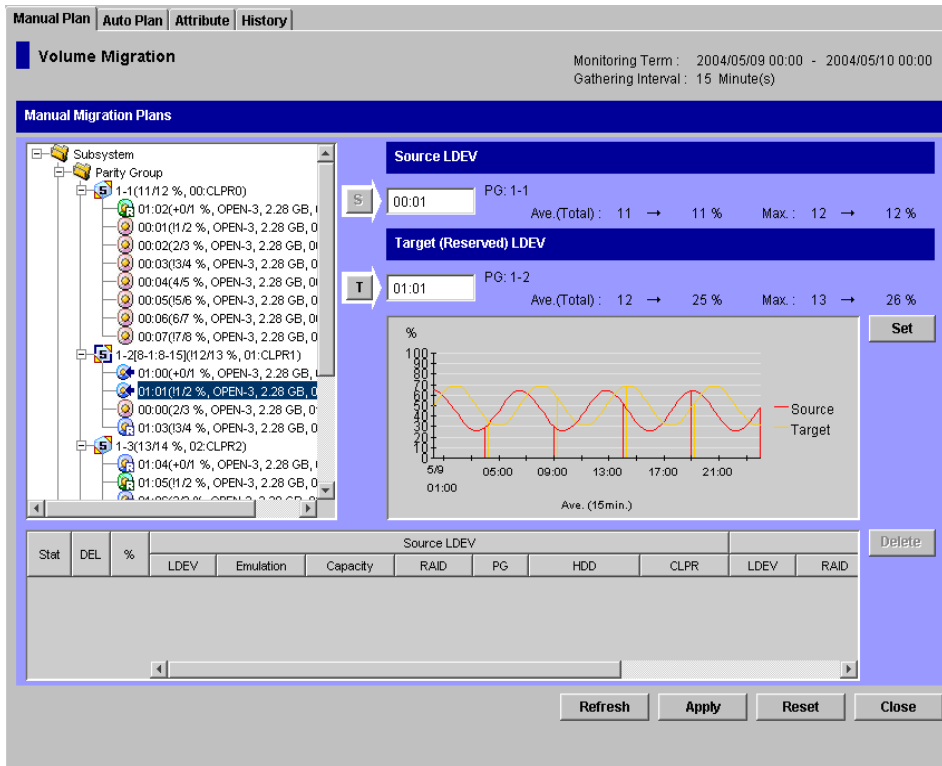 Manual Plan Auto Plan Attribute History
Volume Migration
Monitoring Term : 2004/05/09 00:00 - 2004/05/10 00:00
Gathering Interval : 15 Minute(s)
Manual Migration Plans
Subsystem
Parity Group
1-1(11/12 %, 00:CLPR0)
01:02(+0/1 %, OPEN-3, 2.28 GB,
00:01(!1/2 %, OPEN-3, 2.28 GB, 0
00:02(2/3 %, OPEN-3, 2.28 GB, 0
00:03(!3/4 %, OPEN-3, 2.28 GB, 0
00:04(4/5 %, OPEN-3, 2.28 GB, 0
00:05(!5/6 %, OPEN-3, 2.28 GB, 0
00:06(6/7 %, OPEN-3, 2.28 GB, 0
00:07(!7/8 %, OPEN-3, 2.28 GB, 0
1-2[8-1:8-15](!12/13 %, 01:CLPR1)
01:00(+0/1 %, OPEN-3, 2.28 GB,
01:01(!1/2 %, OPEN-3, 2.28 GB, 0
00:00(2/3 %, OPEN-3, 2.28 GB, 0
01:03(!3/4 %, OPEN-3, 2.28 GB, 0
1-3(13/14 %, 02:CLPR2)
01:04(+0/1 %, OPEN-3, 2.28 GB,
01:05(!1/2 %, OPEN-3, 2.28 GB, 0
Source LDEV
S 00:01 PG: 1-1
Ave.(Total) : 11 → 11 % Max. : 12 → 12 %
Target (Reserved) LDEV
T 01:01 PG: 1-2
Ave.(Total) : 12 → 25 % Max. : 13 → 26 %
Set
%
100
90
80
70
60
50
40
30
20
10
0
5/9 05:00 09:00 13:00 17:00 21:00
01:00
Ave. (15min.)
Source
Target
Delete
Stat DEL % Source LDEV
LDEV Emulation Capacity RAID PG HDD CLPR LDEV RAID
Refresh Apply Reset Close